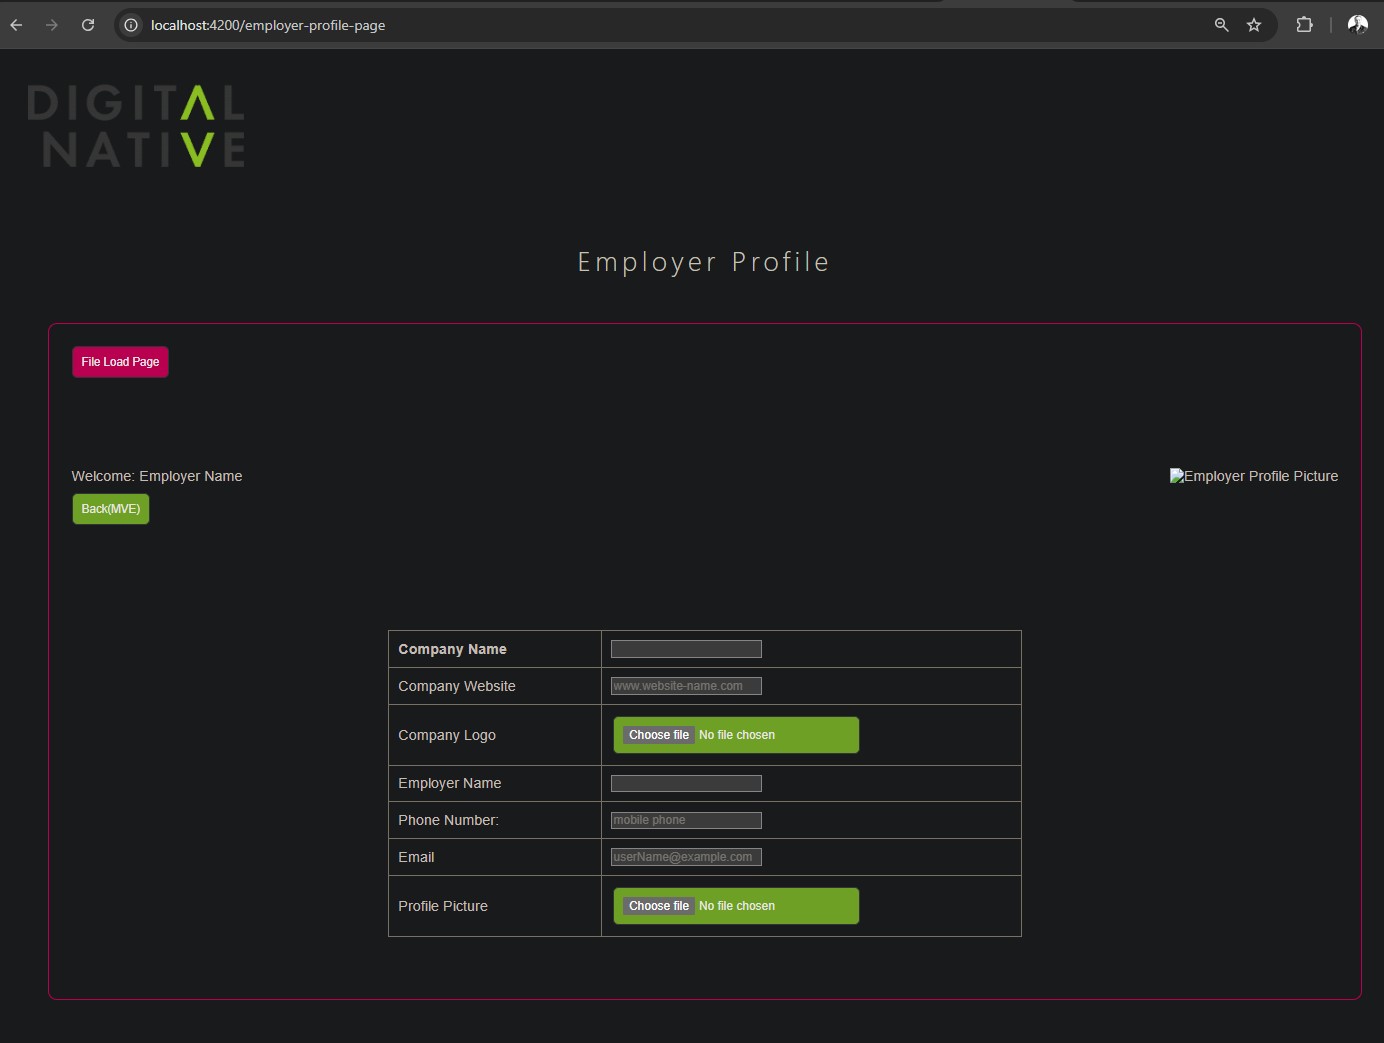 localhost:4200/employer-profile-page
DIGITAL
NATIVE
Employer Profile
File Load Page
Welcome: Employer Name
Employer Profile Picture
Back(MVE)
Company Name
Company Website www.website-name.com
Company Logo Choose file No file chosen
Employer Name
Phone Number: mobile phone
Email userName@example.com
Profile Picture Choose file No file chosen